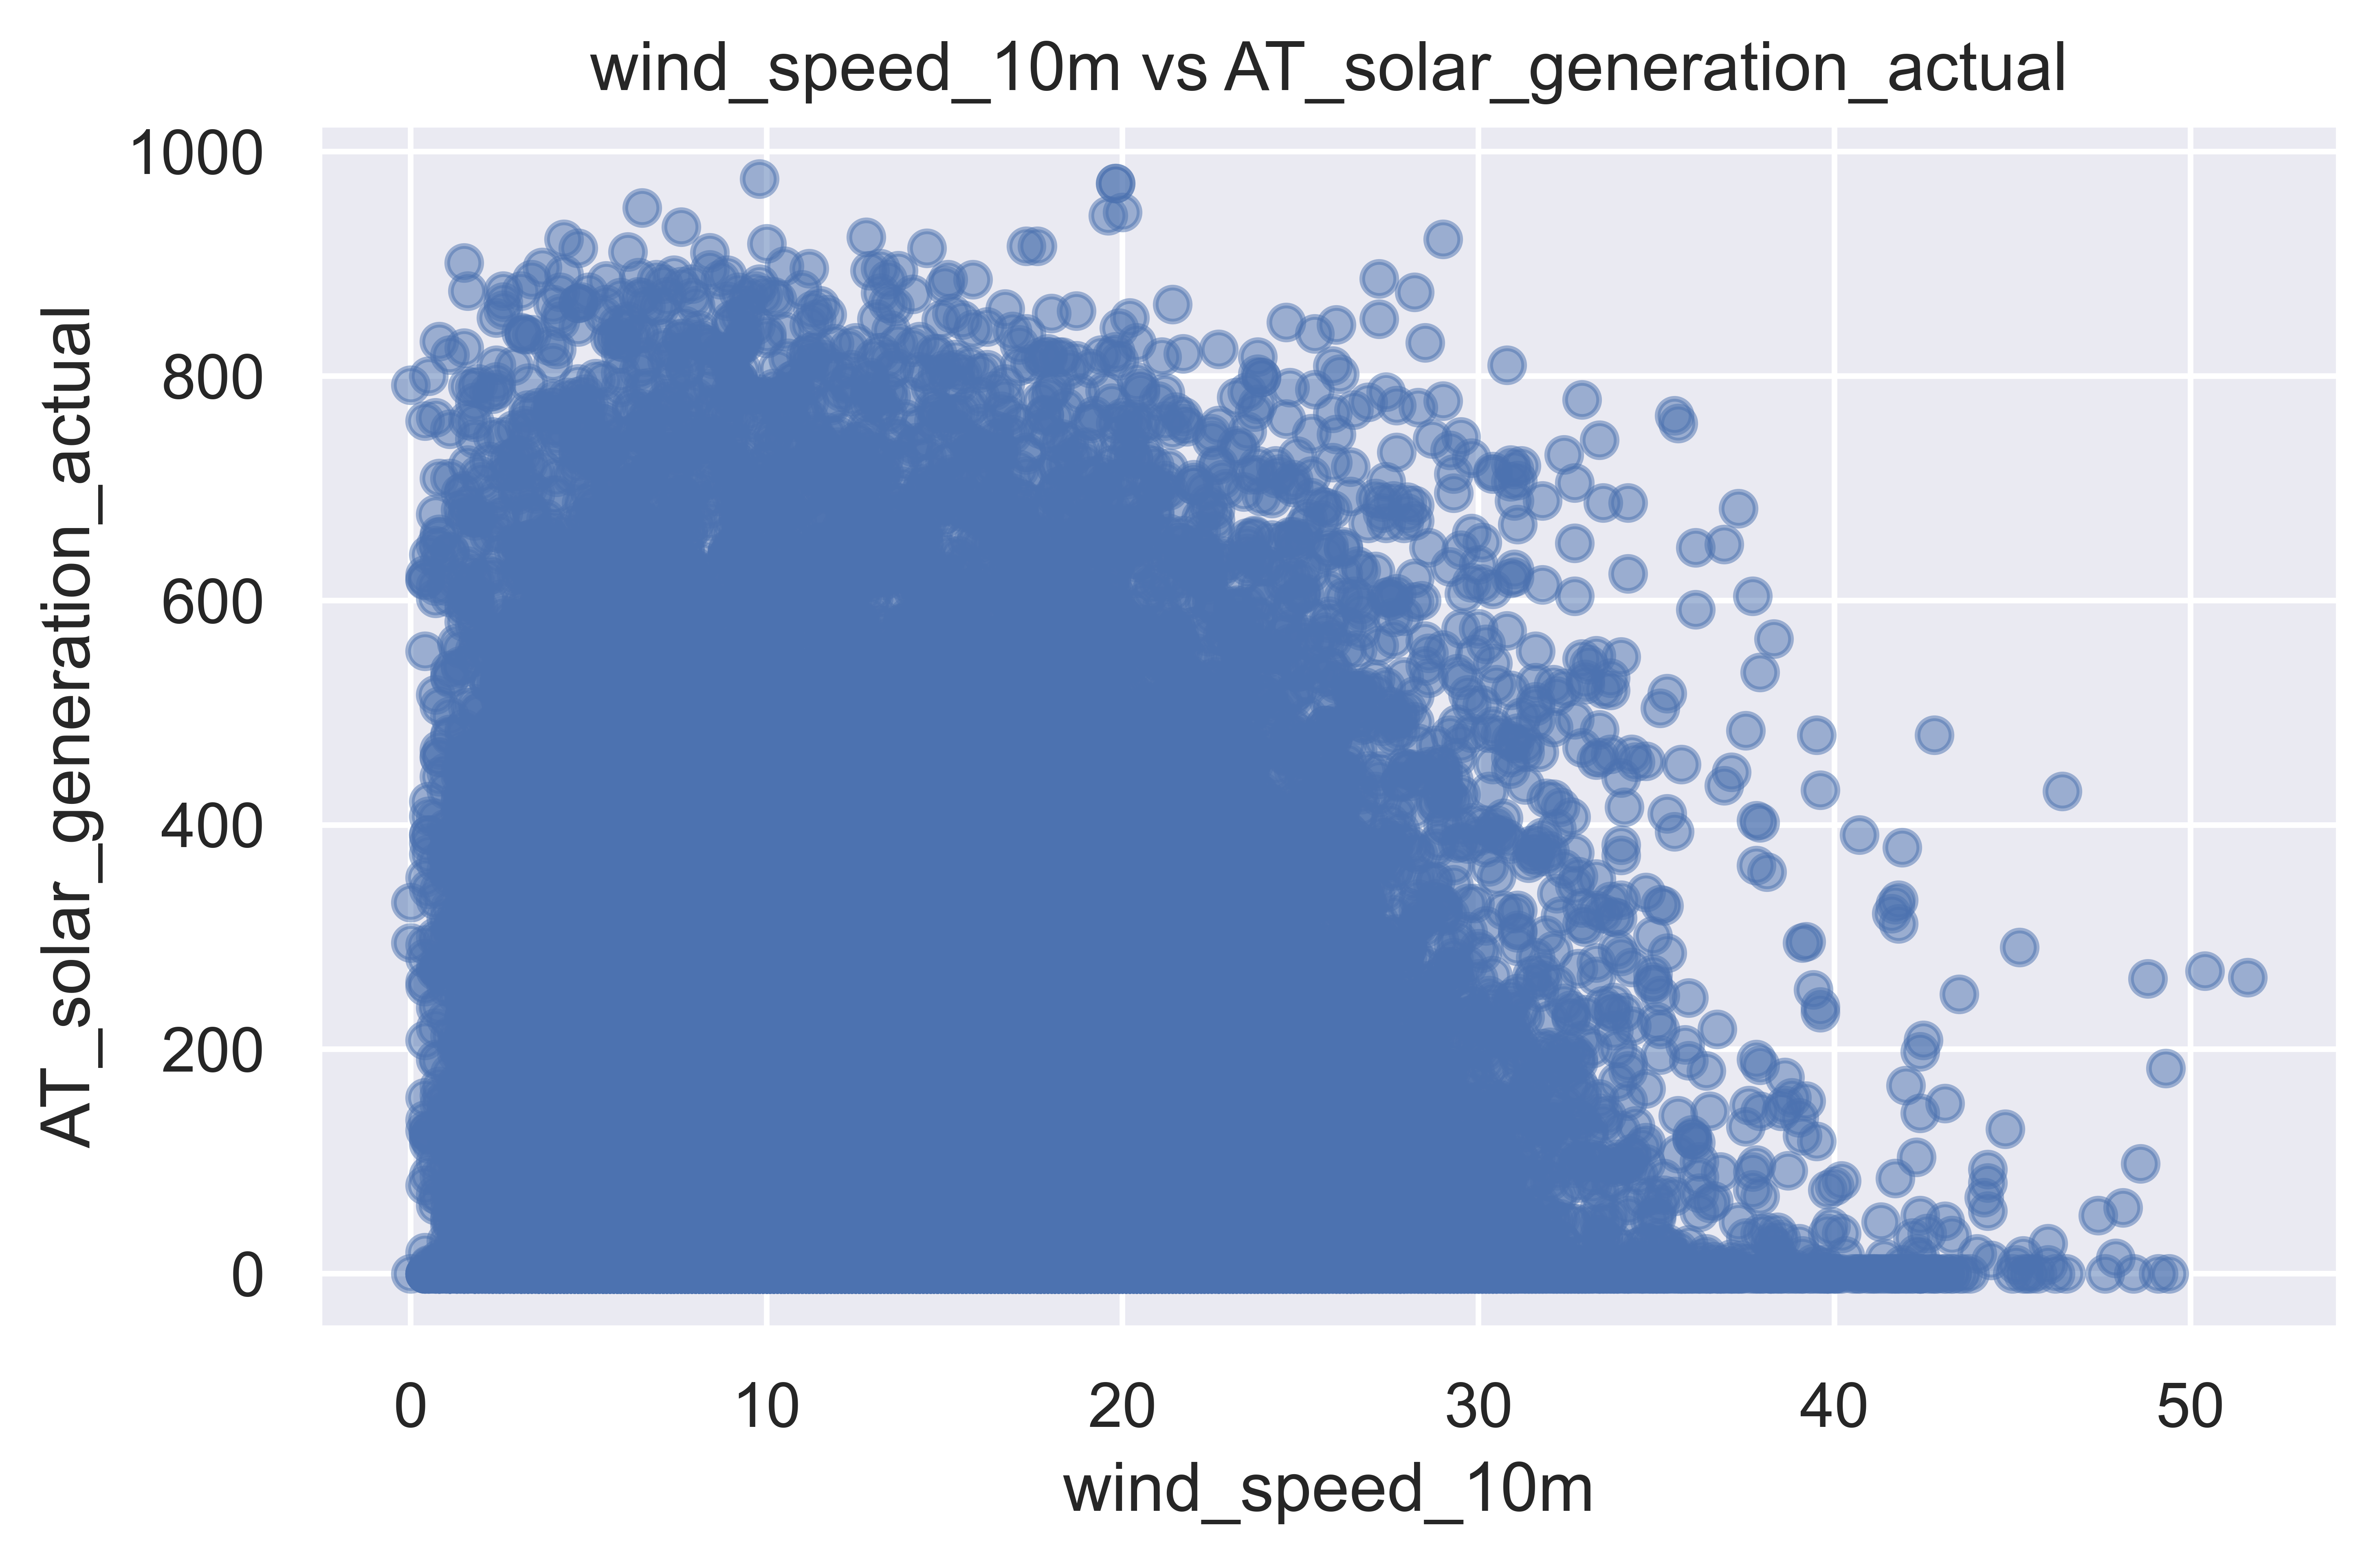 wind_speed_10m vs AT_solar_generation_actual
AT_solar_generation_actual
1000
800
600
400
200
0
0 10 20 30 40 50
wind_speed_10m